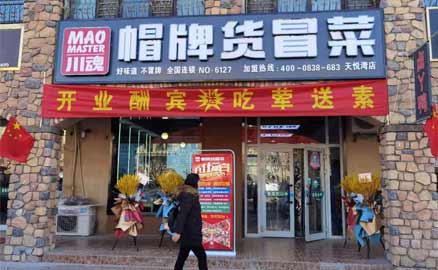 MAO
MASTER
川魂
帽牌货冒菜
好味道 不冒牌 全国连锁 NO·6127 加盟热线:400-0838-683 天悦湾店
开业酬宾 吃荤送素